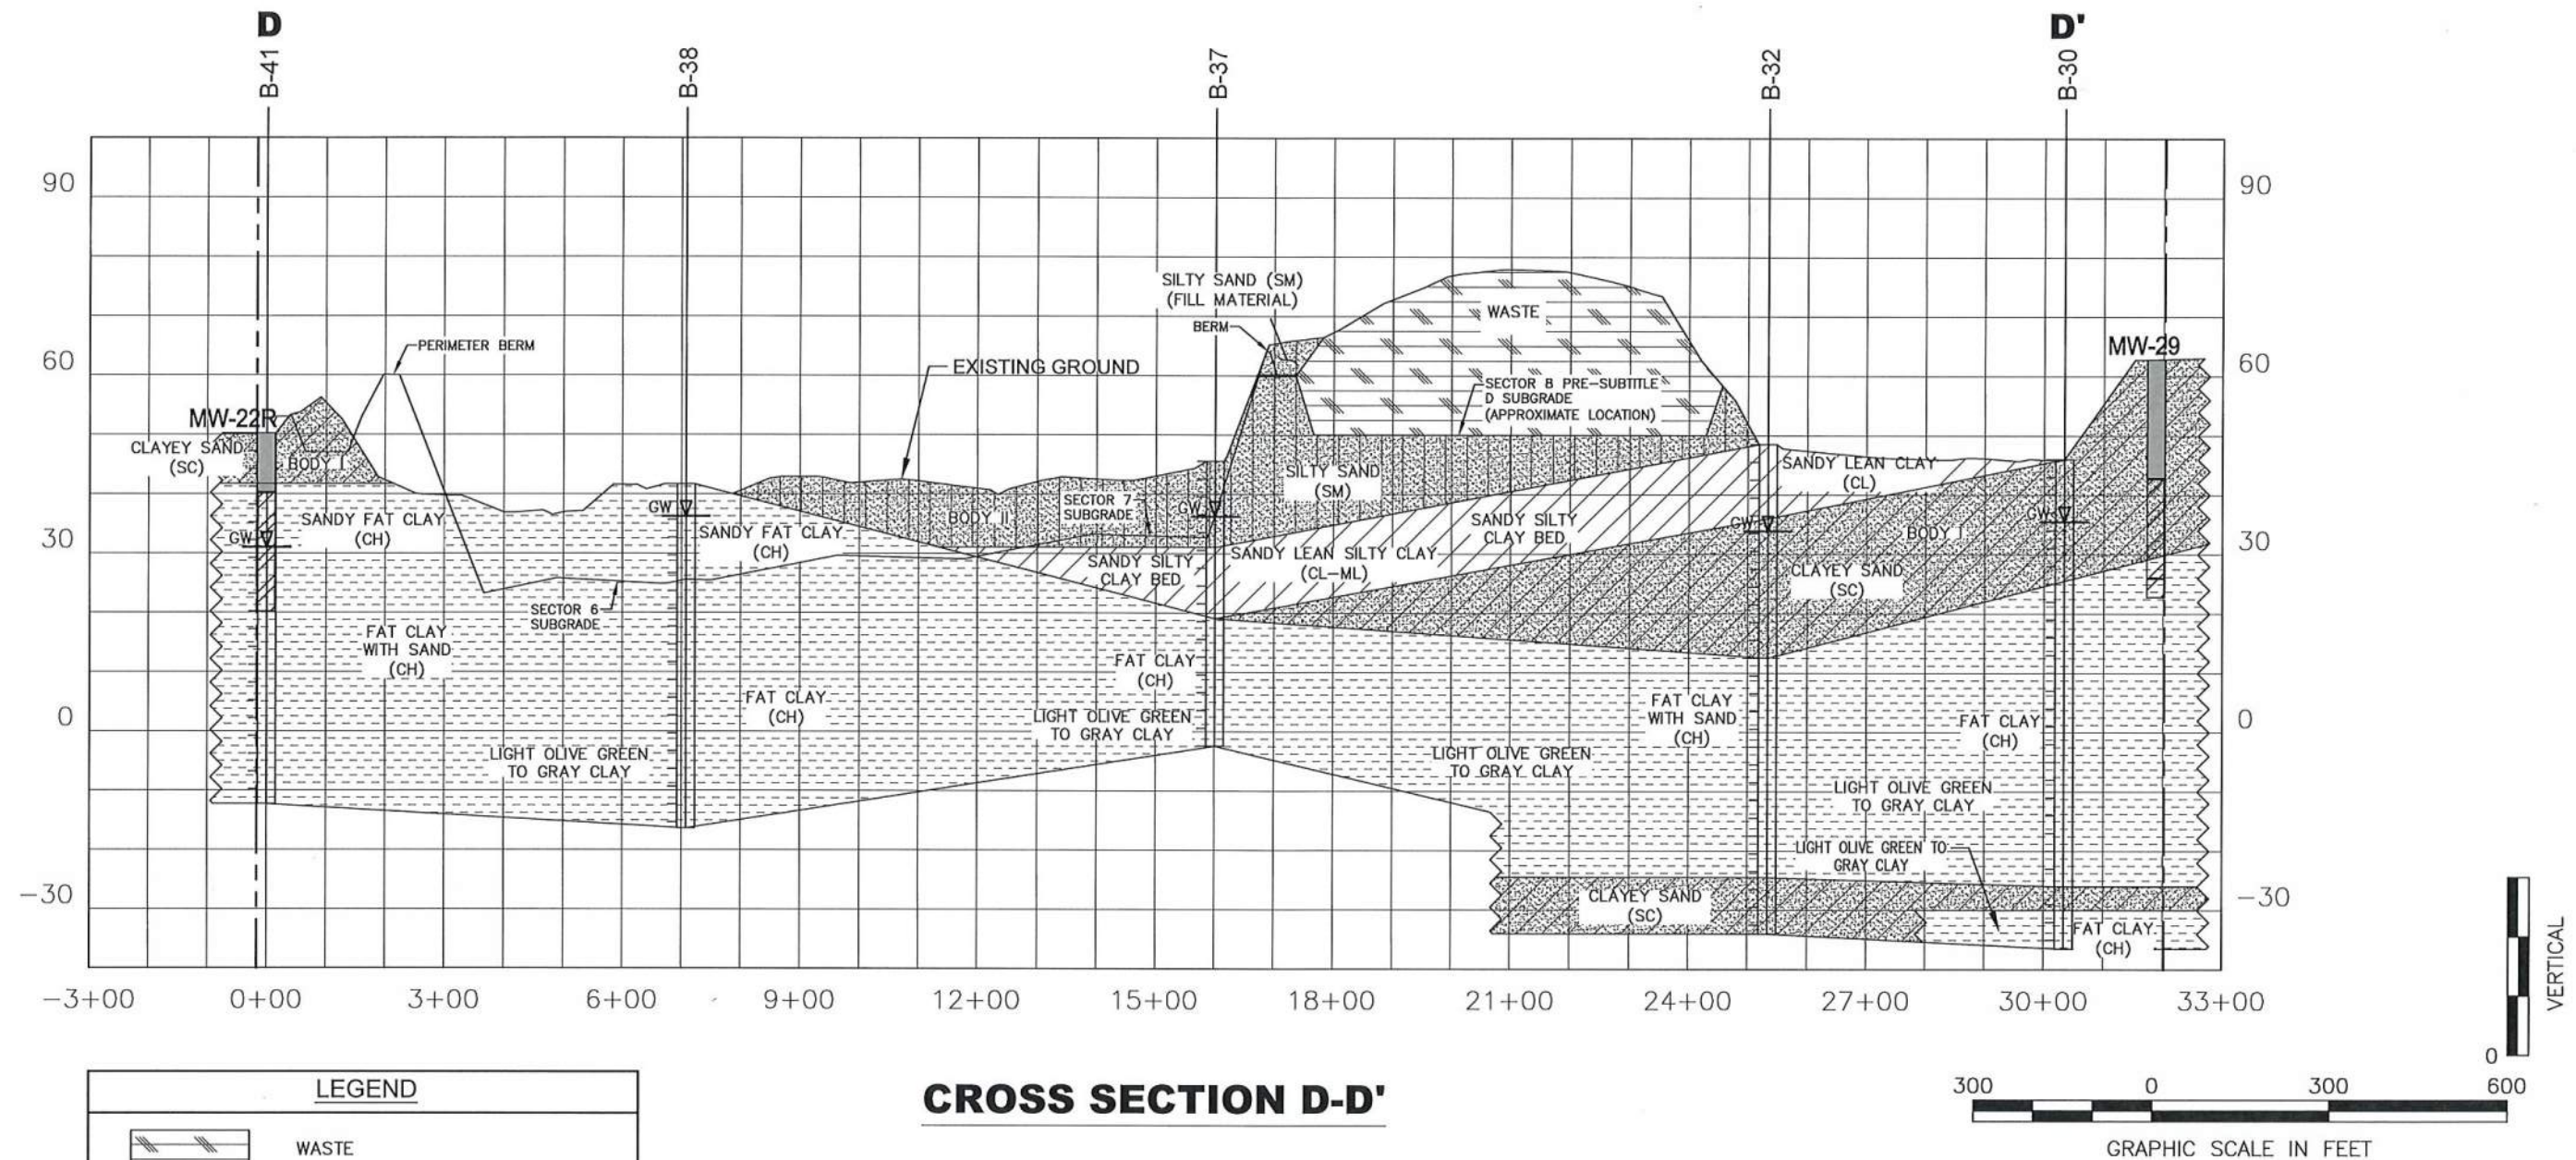 D
D'
B-41
B-38
B-37
B-32
B-30
90
90
SILTY SAND (SM)
(FILL MATERIAL)
BERM
WASTE
PERIMETER BERM
MW-29
60
60
EXISTING GROUND
SECTOR 8 PRE-SUBTITLE
D SUBGRADE
(APPROXIMATE LOCATION)
MW-22R
CLAYEY SAND
(SC)
BODY I
SILTY SAND
(SM)
SANDY LEAN CLAY
(CL)
SECTOR 7
SUBGRADE
GW
GW
GW
GW
GW
SANDY FAT CLAY
(CH)
SANDY FAT CLAY
(CH)
BODY II
SANDY SILTY
CLAY BED
BODY I
30
30
SANDY SILTY
CLAY BED
SANDY LEAN SILTY CLAY
(CL-ML)
CLAYEY SAND
(SC)
SECTOR 6
SUBGRADE
FAT CLAY
WITH SAND
(CH)
FAT CLAY
(CH)
FAT CLAY
(CH)
FAT CLAY
WITH SAND
(CH)
FAT CLAY
(CH)
0
0
LIGHT OLIVE GREEN
TO GRAY CLAY
LIGHT OLIVE GREEN
TO GRAY CLAY
LIGHT OLIVE GREEN
TO GRAY CLAY
LIGHT OLIVE GREEN
TO GRAY CLAY
LIGHT OLIVE GREEN TO
GRAY CLAY
-30
-30
CLAYEY SAND
(SC)
FAT CLAY
(CH)
-3+00 0+00 3+00 6+00 9+00 12+00 15+00 18+00 21+00 24+00 27+00 30+00 33+00
VERTICAL
0
LEGEND
WASTE
CROSS SECTION D-D'
300 0 300 600
GRAPHIC SCALE IN FEET